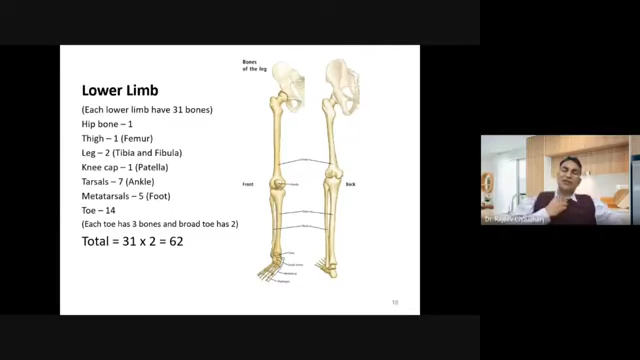 Bones
of the leg
Lower Limb
(Each lower limb have 31 bones)
Hip bone – 1
Thigh – 1 (Femur)
Leg – 2 (Tibia and Fibula)
Knee cap – 1 (Patella)
Tarsals – 7 (Ankle)
Metatarsals – 5 (Foot)
Toe – 14
(Each toe has 3 bones and broad toe has 2)
Total = 31 x 2 = 62
Front
Back
18